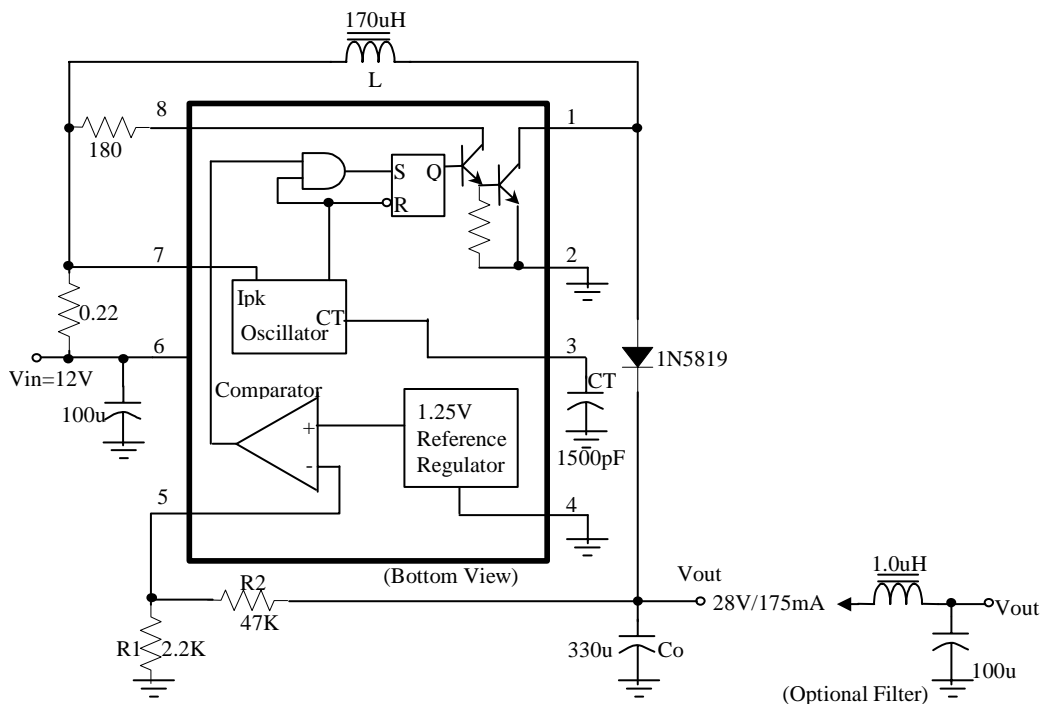 170uH
L
8
1
180
S
Q
R
7
2
Ipk
Oscillator
CT
0.22
6
3
Vin=12V
1N5819
CT
100u
Comparator
+
-
1.25V
Reference
Regulator
1500pF
5
4
(Bottom View)
R2
47K
Vout
28V/175mA
1.0uH
Vout
R1
2.2K
330u
Co
100u
(Optional Filter)